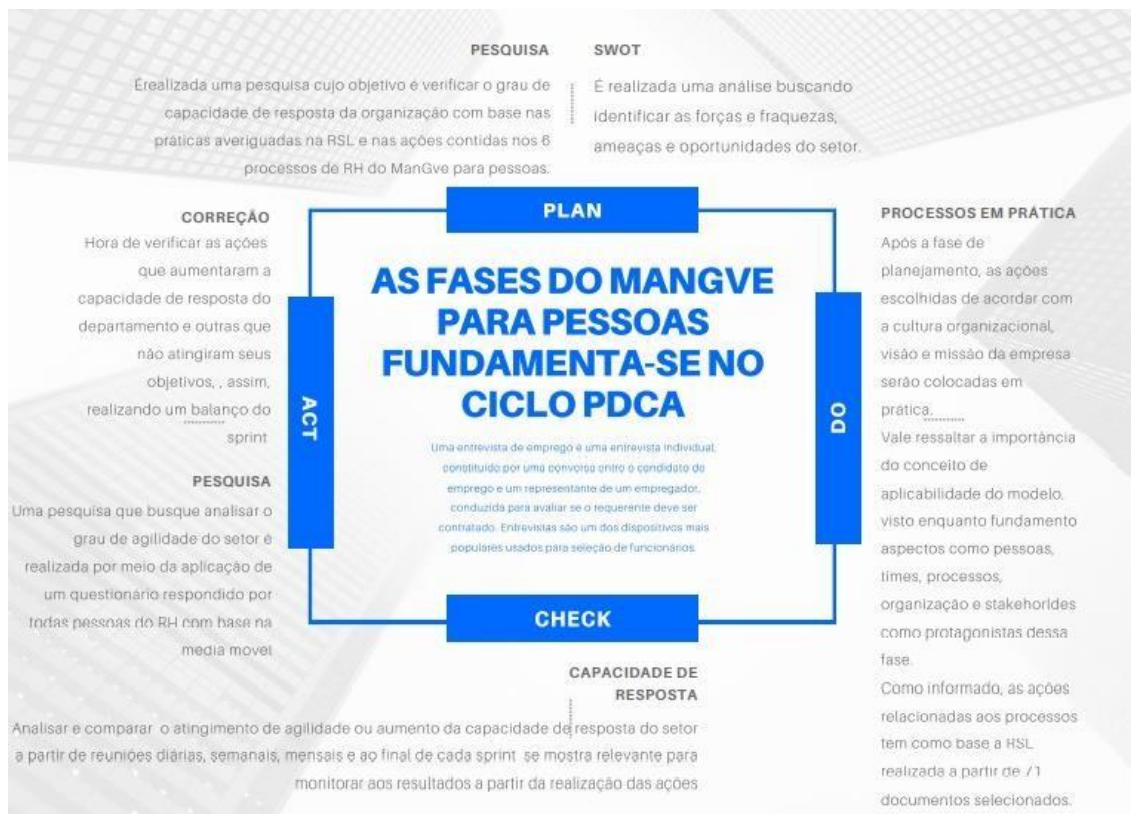 PESQUISA
Érealizada uma pesquisa cujo objetivo é verificar o grau de
capacidade de resposta da organização com base nas
práticas averiguadas na RSL e nas ações contidas nos 6
processos de RH do ManGve para pessoas.
SWOT
É realizada uma análise buscando
identificar as forças e fraquezas,
ameaças e oportunidades do setor.
PLAN
CORREÇÃO
Hora de verificar as ações
que aumentaram a
capacidade de resposta do
departamento e outras que
não atingiram seus
objetivos, , assim,
realizando um balanço do
sprint
PESQUISA
Uma pesquisa que busque analisar o
grau de agilidade do setor é
realizada por meio da aplicação de
um questionário respondido por
todas pessoas do RH com base na
media movel
ACT
AS FASES DO MANGVE
PARA PESSOAS
FUNDAMENTA-SE NO
CICLO PDCA
Uma entrevista de emprego é uma entrevista individual,
constituído por uma conversa entre o candidato do
emprego e um representante de um empregador,
conduzida para avaliar se o requerente deve ser
contratado. Entrevistas são um dos dispositivos mais
populares usados para seleção de funcionários.
DO
PROCESSOS EM PRÁTICA
Após a fase de
planejamento, as ações
escolhidas de acordar com
a cultura organizacional,
visão e missão da empresa
serão colocadas em
prática.
Vale ressaltar a importância
do conceito de
aplicabilidade do modelo.
visto enquanto fundamento
aspectos como pessoas,
times, processos,
organização e stakehorldes
como protagonistas dessa
fase.
Como informado, as ações
relacionadas aos processos
tem como base a RSL
realizada a partir de 71
documentos selecionados.
CHECK
CAPACIDADE DE
RESPOSTA
Analisar e comparar o atingimento de agilidade ou aumento da capacidade de resposta do setor
a partir de reuniões diárias, semanais, mensais e ao final de cada sprint se mostra relevante para
monitorar aos resultados a partir da realização das ações